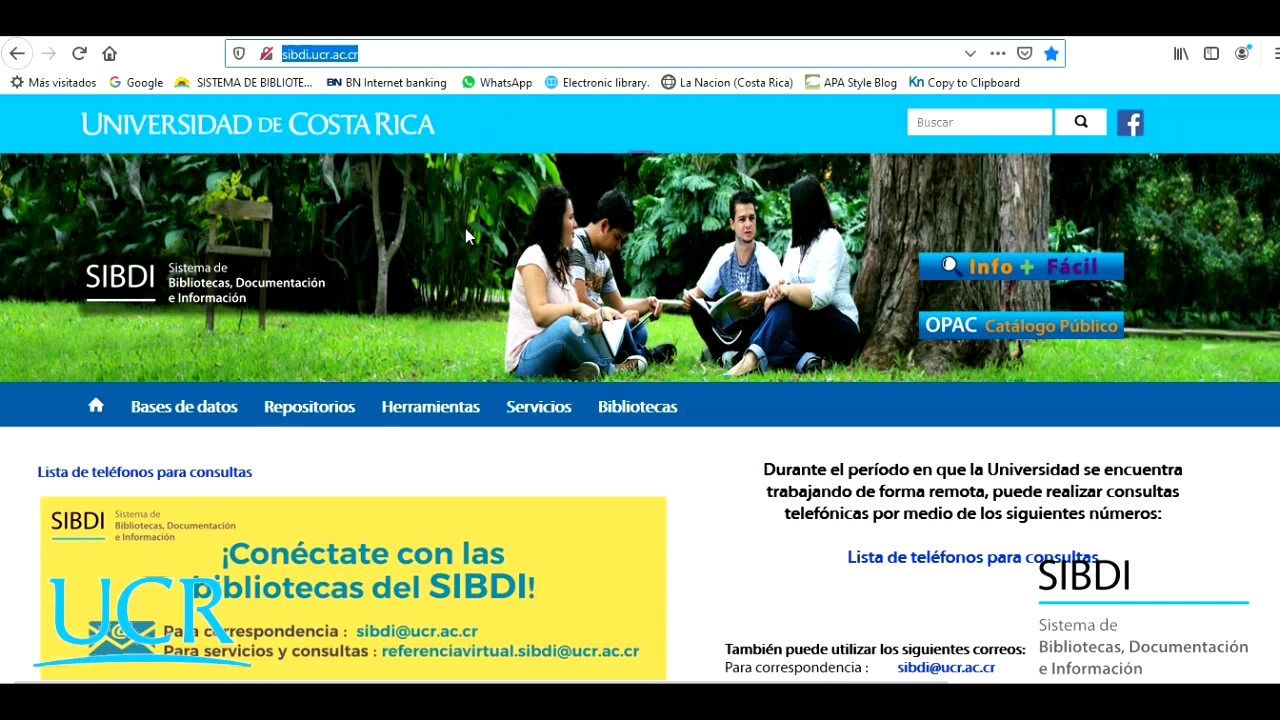 sibdi.ucr.ac.cr
Más visitados
Google
SISTEMA DE BIBLIOTE...
BN BN Internet banking
WhatsApp
Electronic library.
La Nacion (Costa Rica)
APA Style Blog
Kn Copy to Clipboard
UNIVERSIDAD DE COSTA RICA
Buscar
f
SIBDI Sistema de
Bibliotecas, Documentación
e Información
Info + Fácil
OPAC Catálogo Público
Bases de datos
Repositorios
Herramientas
Servicios
Bibliotecas
Lista de teléfonos para consultas
SIBDI Sistema de
Bibliotecas, Documentación
e Información
¡Conéctate con las
bibliotecas del SIBDI!
Para correspondencia : sibdi@ucr.ac.cr
Para servicios y consultas : referenciavirtual.sibdi@ucr.ac.cr
UCR
Durante el período en que la Universidad se encuentra
trabajando de forma remota, puede realizar consultas
telefónicas por medio de los siguientes números:
Lista de teléfonos para consultas
También puede utilizar los siguientes correos:
Para correspondencia : sibdi@ucr.ac.cr
SIBDI
Sistema de
Bibliotecas, Documentación
e Información